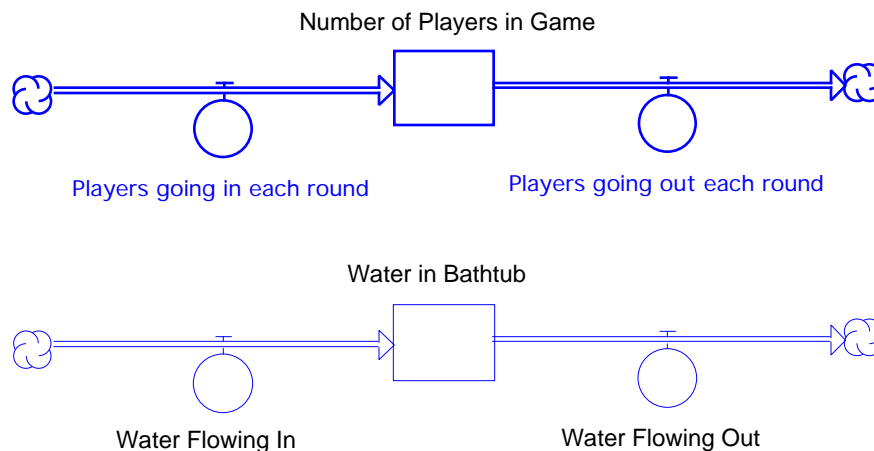 Number of Players in Game
Players going in each round
Players going out each round
Water in Bathtub
Water Flowing In
Water Flowing Out